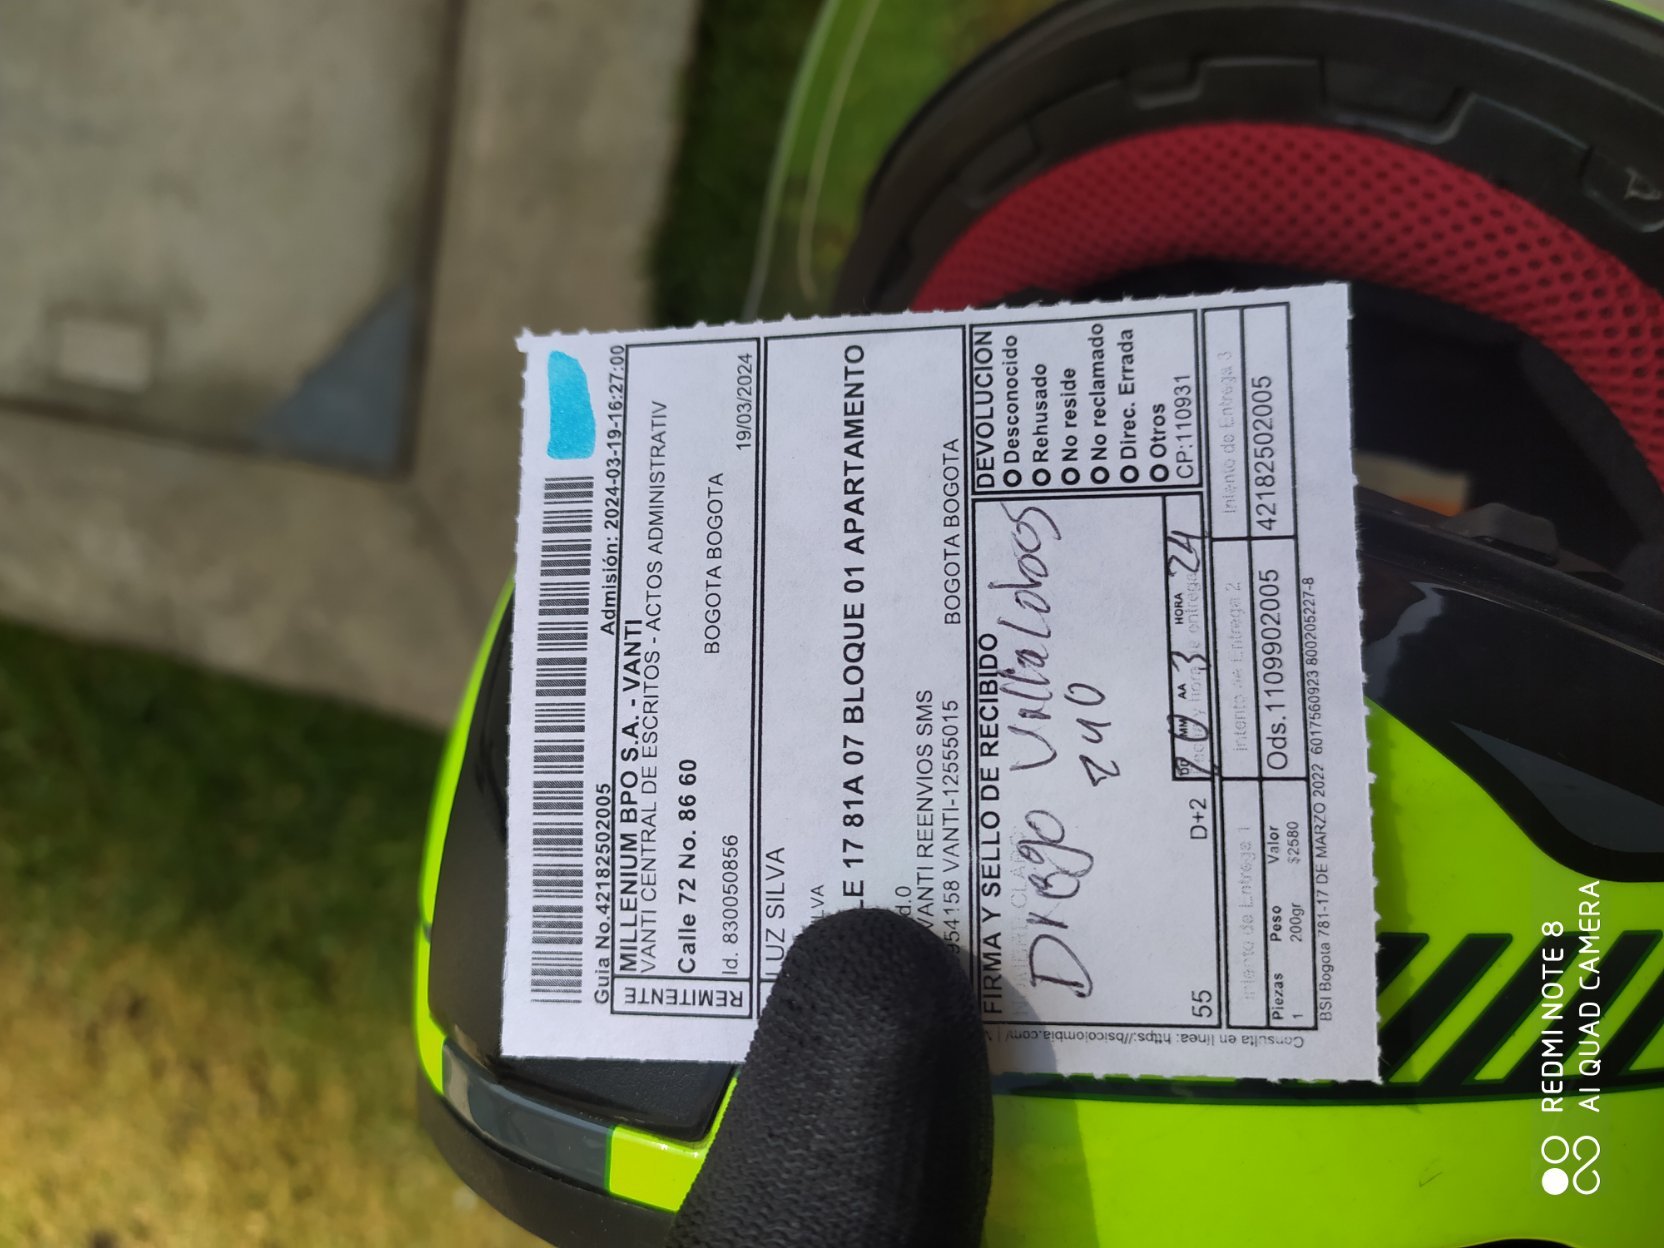 Guia No.42182502005
Admisión: 2024-03-19-16:27:00
REMITENTE
MILLENIUM BPO S.A. - VANTI
VANTI CENTRAL DE ESCRITOS - ACTOS ADMINISTRATIV
Calle 72 No. 86 60
BOGOTA BOGOTA
Id. 830050856
19/03/2024
LUZ SILVA
LVA
LE 17 81A 07 BLOQUE 01 APARTAMENTO
d.0
VANTI REENVIOS SMS
954158 VANTI-12555015
BOGOTA BOGOTA
FIRMA Y SELLO DE RECIBIDO
Villalobos
240
DEVOLUCION
Desconocido
Rehusado
No reside
No reclamado
Direc. Errada
Otros
CP:110931
55
D+2
DD MM AA HORA
3 24
Intento de Entrega 1
Intento de Entrega 2
Intento de Entrega 3
Piezas Peso Valor
1 200gr $2580
Ods.1109902005
42182502005
BSI Bogota 781-17 DE MARZO 2022 6017560923 800205227-8
Consulta en linea: https://bsicolombia.com/
REDMI NOTE 8
AI QUAD CAMERA